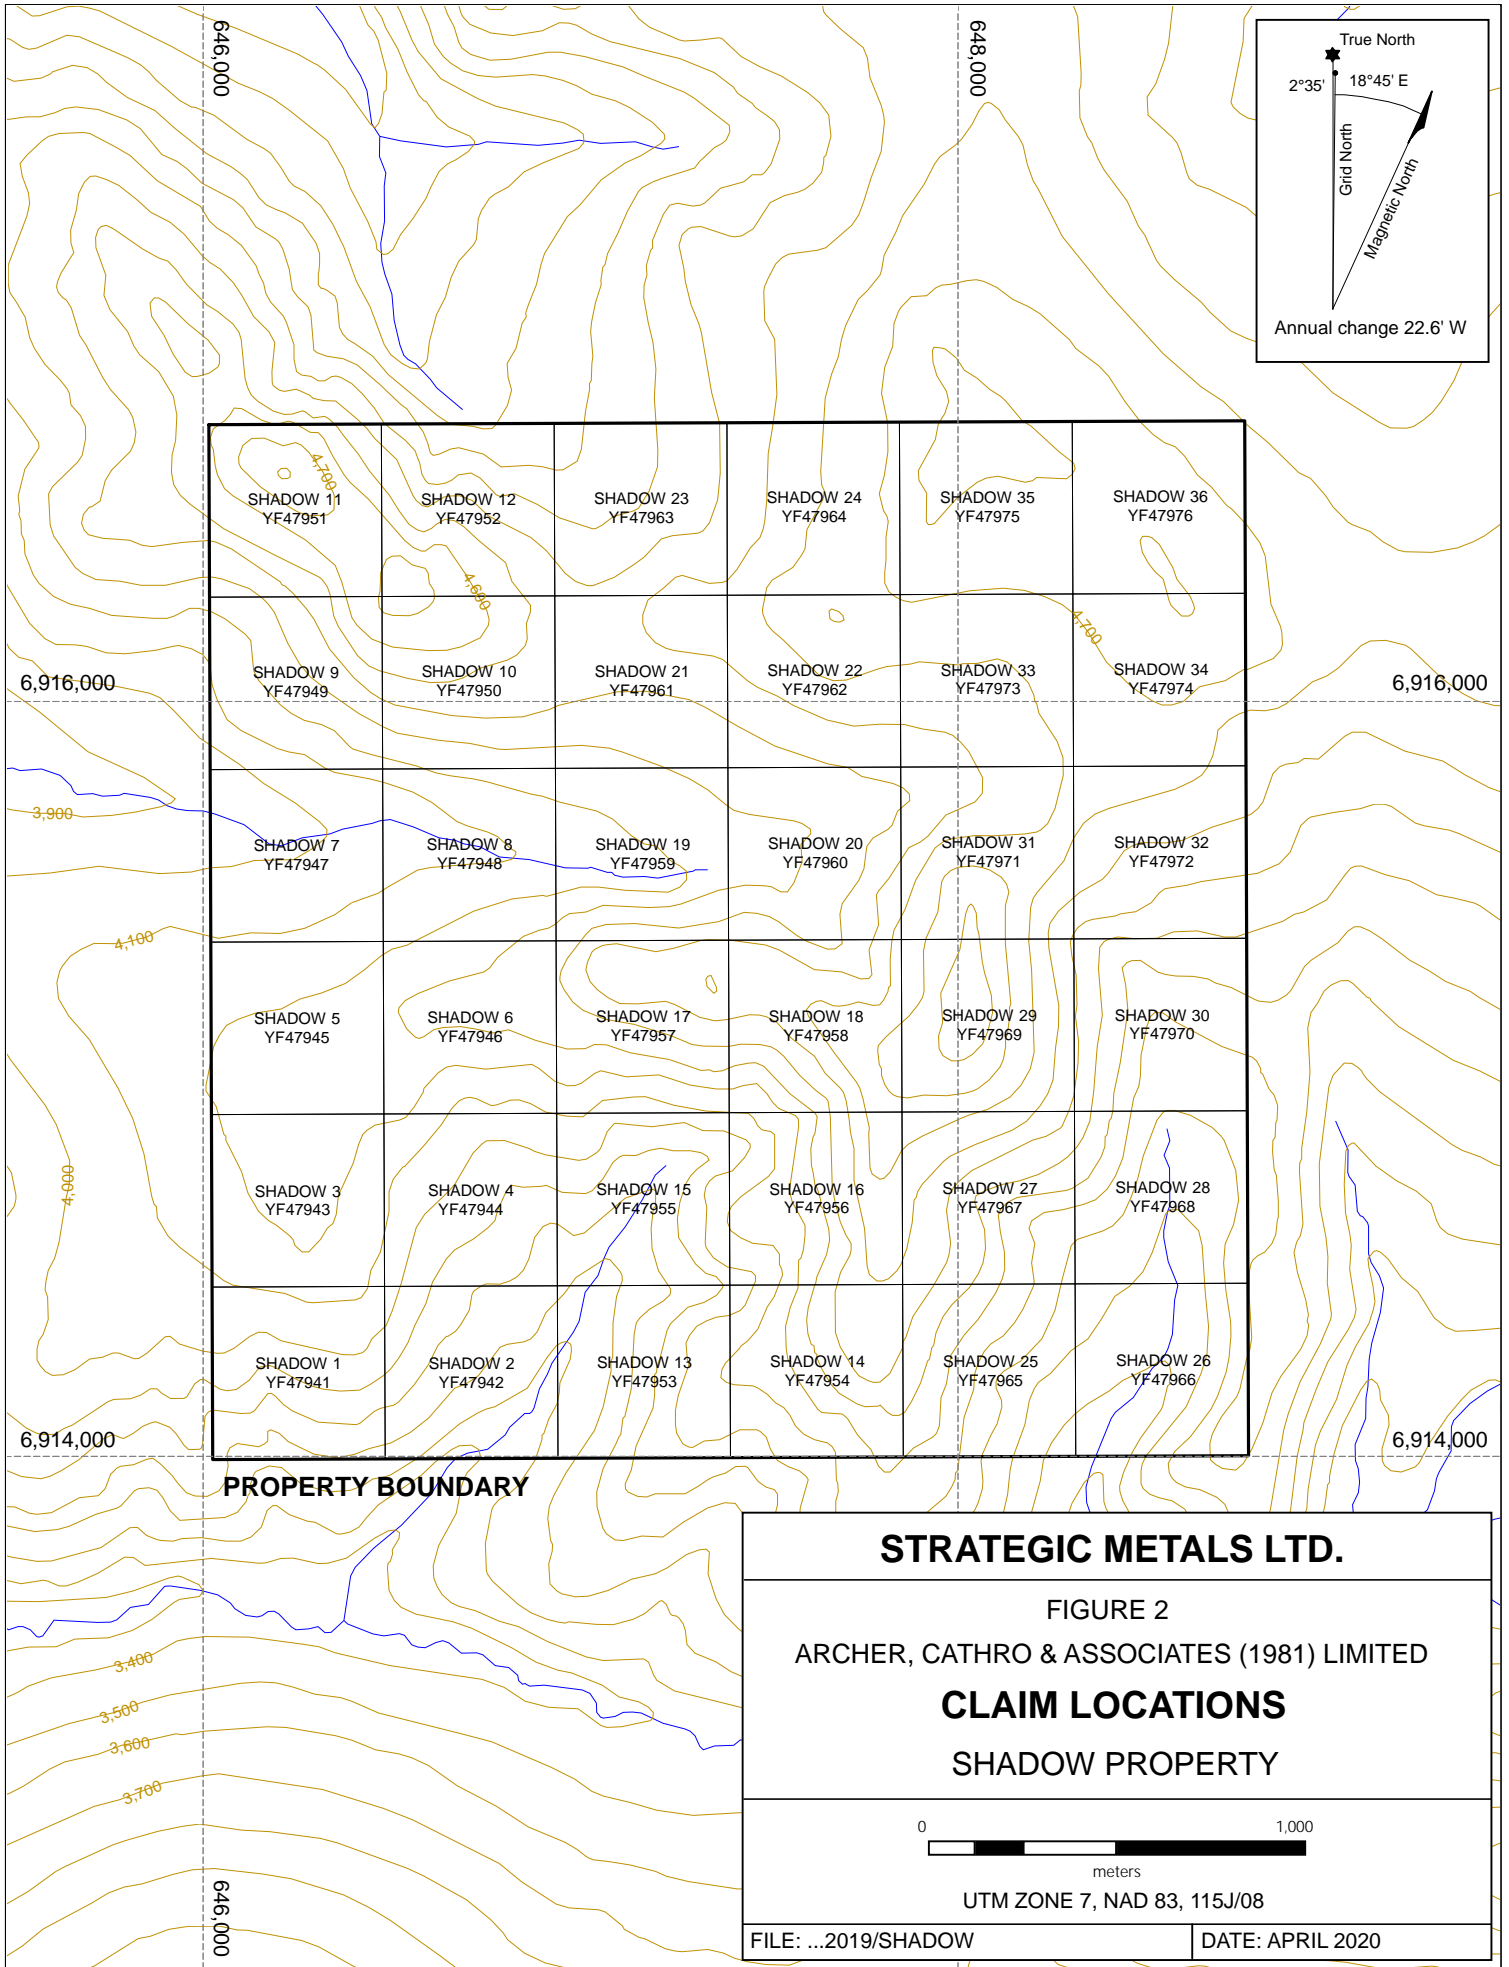 646,000
648,000
True North
2°35'
18°45' E
Grid North
Magnetic North
Annual change 22.6' W
4,700
SHADOW 11
YF47951
SHADOW 12
YF47952
SHADOW 23
YF47963
SHADOW 24
YF47964
SHADOW 35
YF47975
SHADOW 36
YF47976
4,600
4,700
6,916,000
SHADOW 9
YF47949
SHADOW 10
YF47950
SHADOW 21
YF47961
SHADOW 22
YF47962
SHADOW 33
YF47973
SHADOW 34
YF47974
6,916,000
3,900
SHADOW 7
YF47947
SHADOW 8
YF47948
SHADOW 19
YF47959
SHADOW 20
YF47960
SHADOW 31
YF47971
SHADOW 32
YF47972
4,100
SHADOW 5
YF47945
SHADOW 6
YF47946
SHADOW 17
YF47957
SHADOW 18
YF47958
SHADOW 29
YF47969
SHADOW 30
YF47970
4,000
SHADOW 3
YF47943
SHADOW 4
YF47944
SHADOW 15
YF47955
SHADOW 16
YF47956
SHADOW 27
YF47967
SHADOW 28
YF47968
SHADOW 1
YF47941
SHADOW 2
YF47942
SHADOW 13
YF47953
SHADOW 14
YF47954
SHADOW 25
YF47965
SHADOW 26
YF47966
6,914,000
6,914,000
PROPERTY BOUNDARY
3,400
3,500
3,600
3,700
646,000
STRATEGIC METALS LTD.
FIGURE 2
ARCHER, CATHRO & ASSOCIATES (1981) LIMITED
CLAIM LOCATIONS
SHADOW PROPERTY
0
1,000
meters
UTM ZONE 7, NAD 83, 115J/08
FILE: ...2019/SHADOW
DATE: APRIL 2020